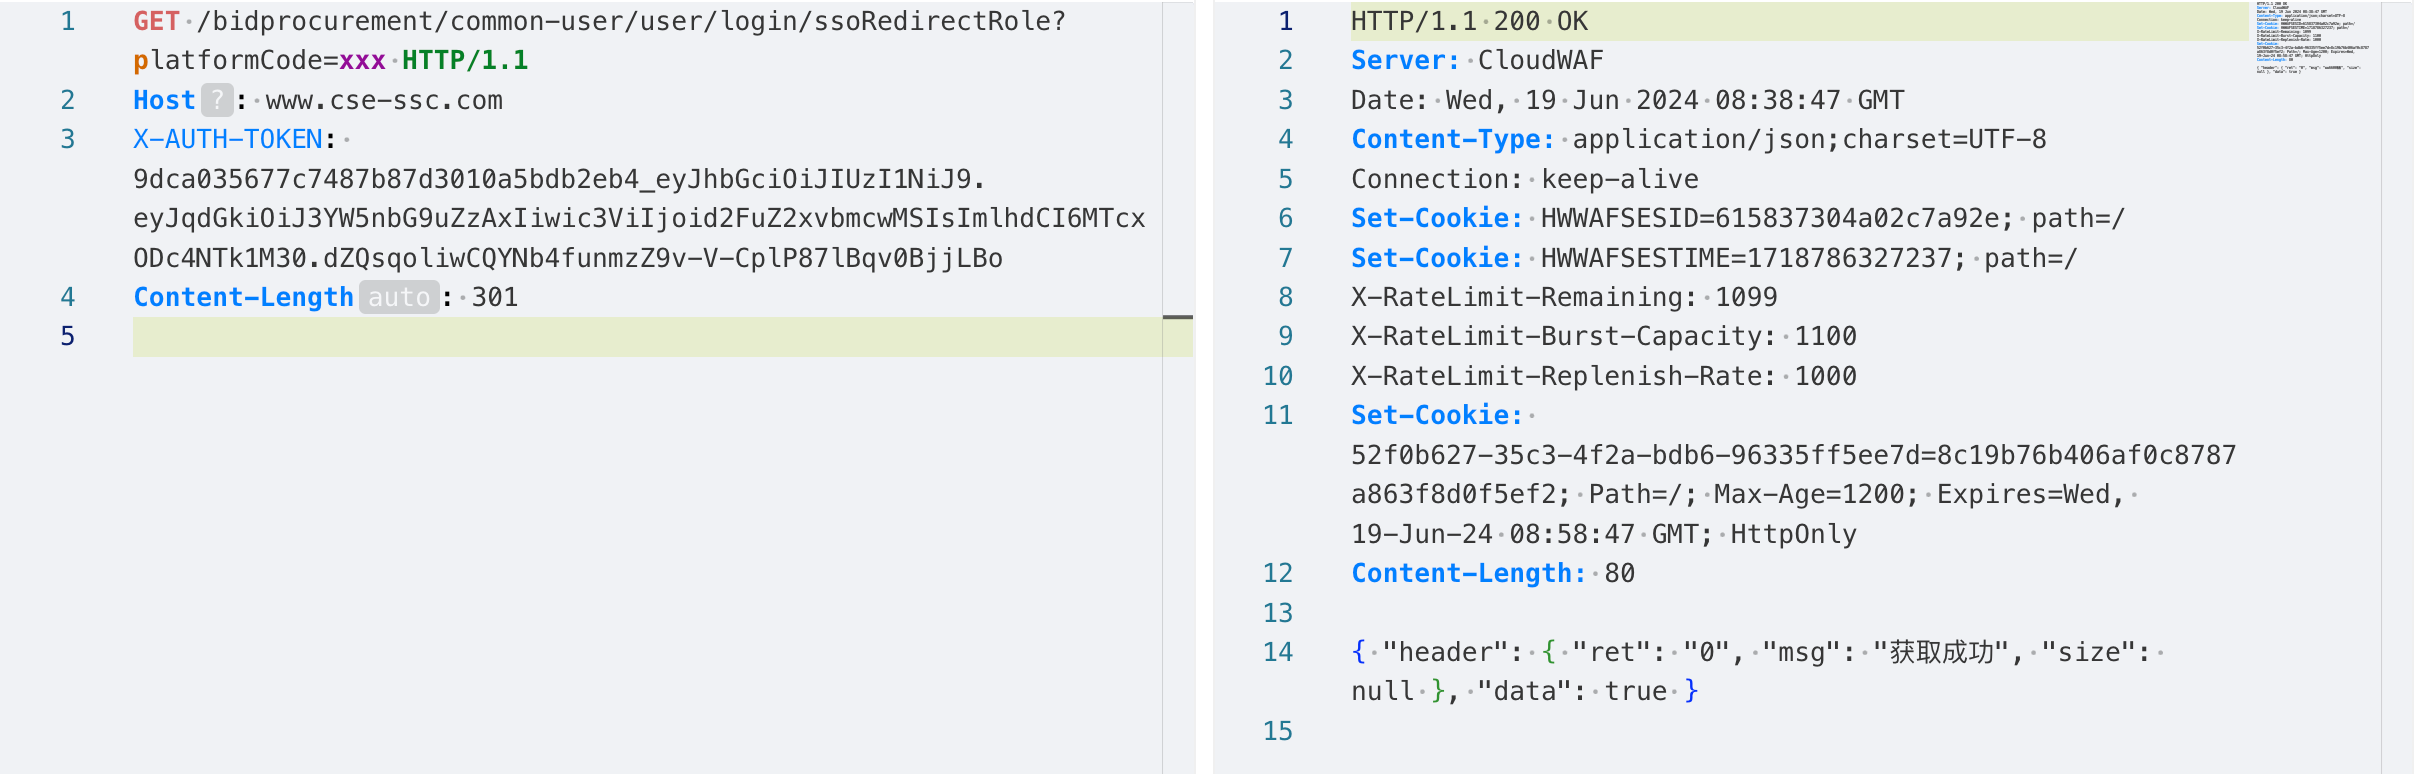 1 GET /bidprocurement/common-user/user/login/ssoRedirectRole?
platformCode=xxx HTTP/1.1
2 Host ? : www.cse-ssc.com
3 X-AUTH-TOKEN:
9dca035677c7487b87d3010a5bdb2eb4_eyJhbGciOiJIUzI1NiJ9.
eyJqdGkiOiJ3YW5nbG9uZzAxIiwic3ViIjoid2FuZ2xvbmcwMSIsImlhdCI6MTcx
ODc4NTk1M30.dZQsqoliwCQYNb4funmzZ9v-V-CplP87lBqv0BjjLBo
4 Content-Length auto : 301
5
1 HTTP/1.1 200 OK
2 Server: CloudWAF
3 Date: Wed, 19 Jun 2024 08:38:47 GMT
4 Content-Type: application/json;charset=UTF-8
5 Connection: keep-alive
6 Set-Cookie: HWWAFSESID=615837304a02c7a92e; path=/
7 Set-Cookie: HWWAFSESTIME=1718786327237; path=/
8 X-RateLimit-Remaining: 1099
9 X-RateLimit-Burst-Capacity: 1100
10 X-RateLimit-Replenish-Rate: 1000
11 Set-Cookie:
52f0b627-35c3-4f2a-bdb6-96335ff5ee7d=8c19b76b406af0c8787
a863f8d0f5ef2; Path=/; Max-Age=1200; Expires=Wed,
19-Jun-24 08:58:47 GMT; HttpOnly
12 Content-Length: 80
13
14 { "header": { "ret": "0", "msg": "获取成功", "size":
null }, "data": true }
15